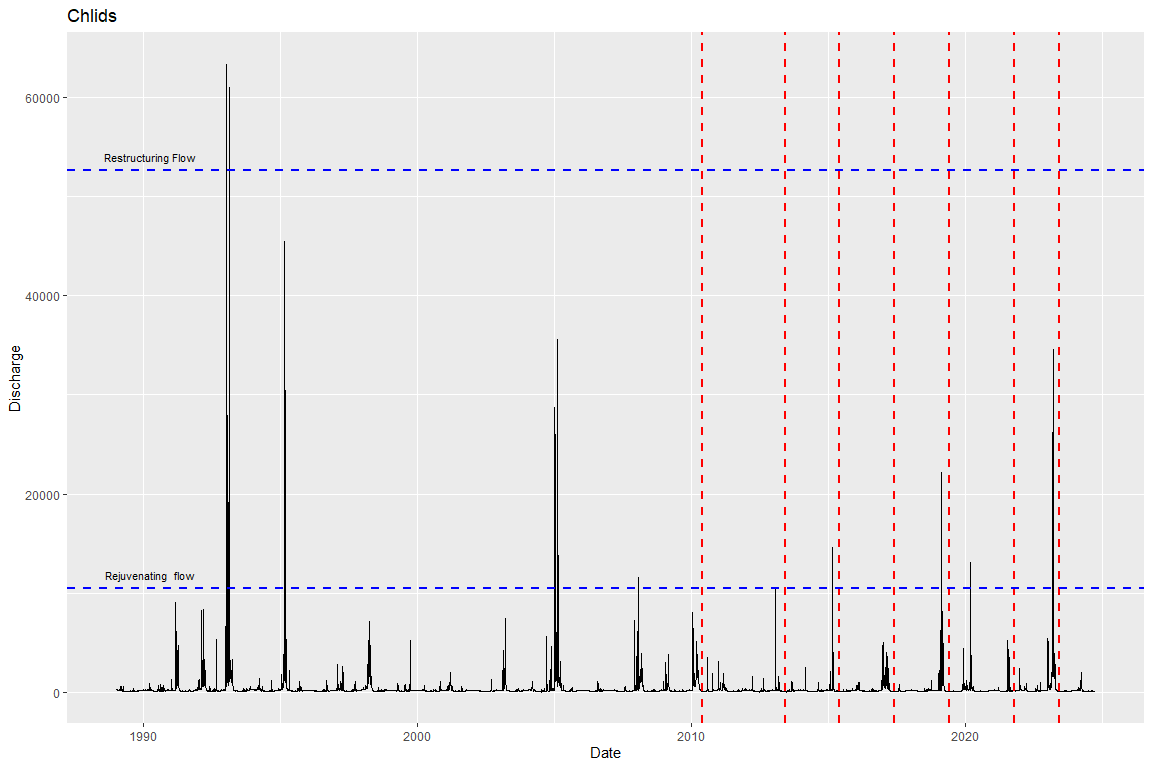 Chlids
60000
Restructuring Flow
40000
Discharge
20000
Rejuvenating  flow
0
1990
2000
2010
2020
Date